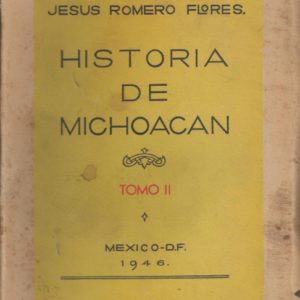 JESUS ROMERO FLORES.
HISTORIA
DE
MICHOACAN
TOMO II
MEXICO-D.F.
1946.